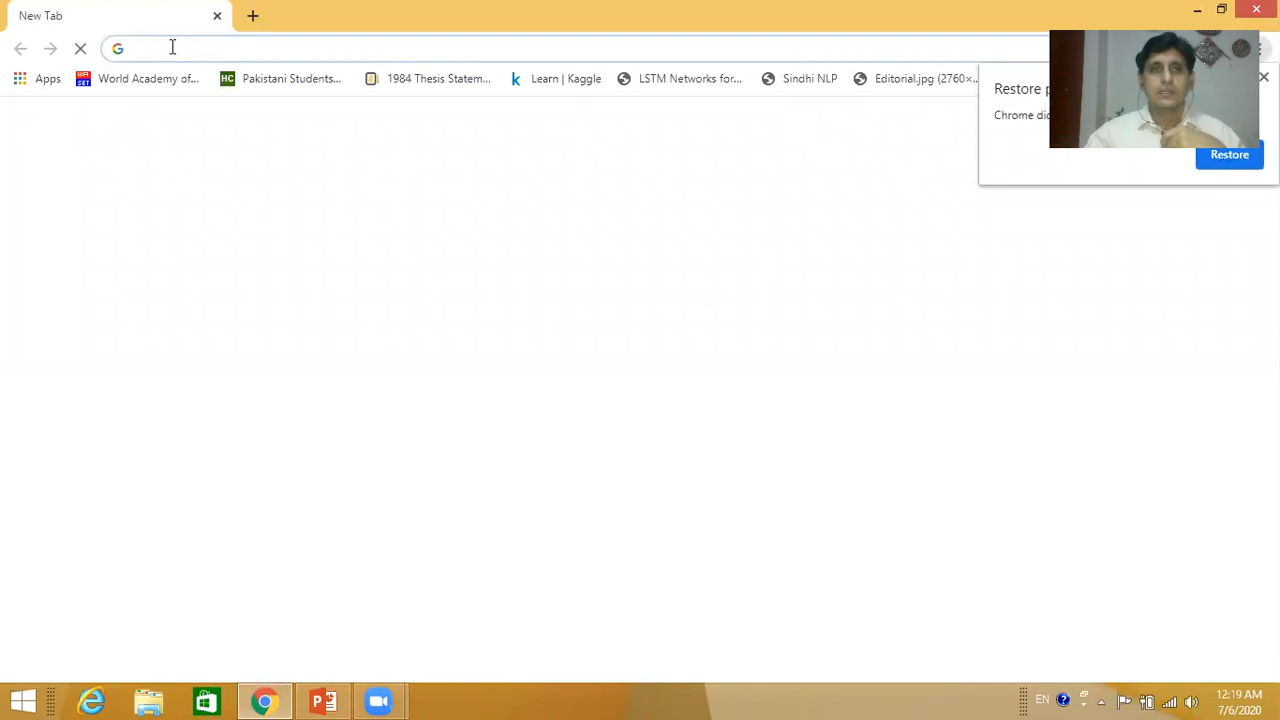 New Tab
Apps
World Academy of...
HC
Pakistani Students...
1984 Thesis Statem...
Learn | Kaggle
LSTM Networks for...
Sindhi NLP
Editorial.jpg (2760×...
Restore
Chrome
Restore
EN
12:19 AM
7/6/2020